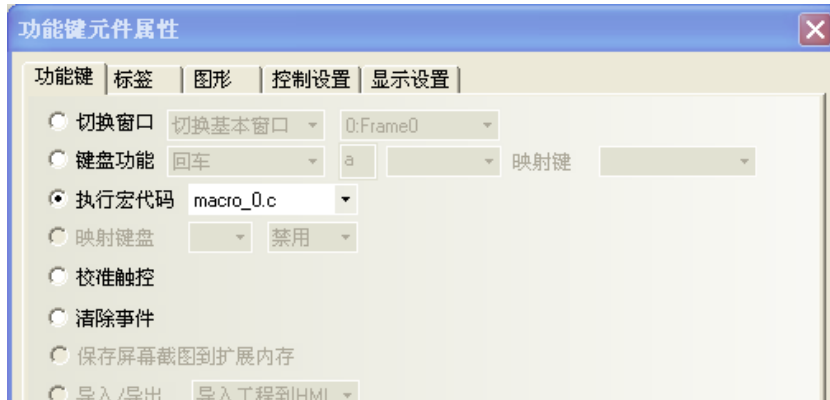 功能键元件属性
功能键 标签 图形 控制设置 显示设置
切换窗口 切换基本窗口 0:Frame0
键盘功能 回车 a 映射键
执行宏代码 macro_0.c
映射键盘 禁用
校准触控
清除事件
保存屏幕截图到扩展内存
导入/导出 导入工程到HMI